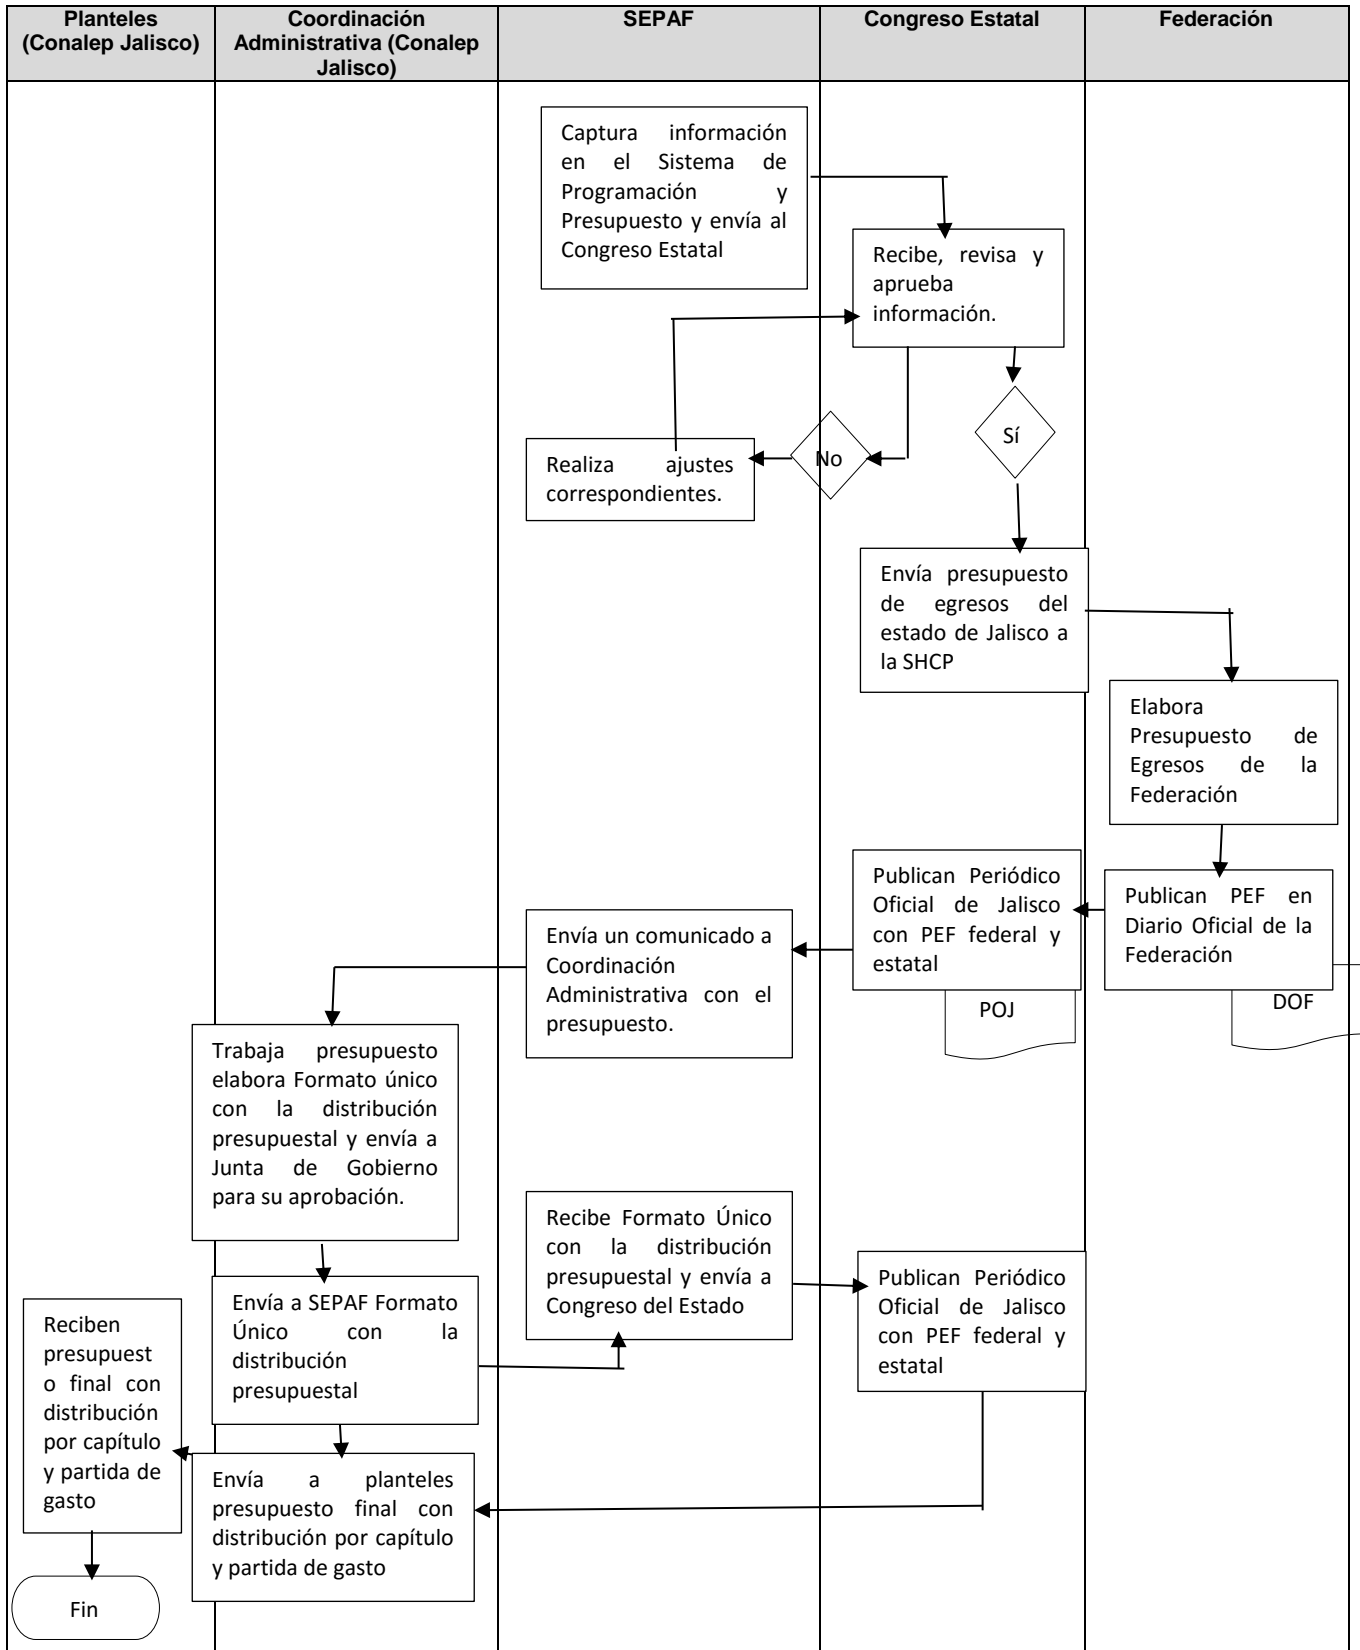 Planteles
(Conalep Jalisco)
Coordinación
Administrativa (Conalep
Jalisco)
SEPAF
Congreso Estatal
Federación
Captura información
en el Sistema de
Programación y
Presupuesto y envía al
Congreso Estatal
Recibe, revisa y
aprueba
información.
Sí
No
Realiza ajustes
correspondientes.
Envía presupuesto
de egresos del
estado de Jalisco a
la SHCP
Elabora
Presupuesto de
Egresos de la
Federación
Publican PEF en
Diario Oficial de la
Federación
DOF
Publican Periódico
Oficial de Jalisco
con PEF federal y
estatal
POJ
Envía un comunicado a
Coordinación
Administrativa con el
presupuesto.
Trabaja presupuesto
elabora Formato único
con la distribución
presupuestal y envía a
Junta de Gobierno
para su aprobación.
Envía a SEPAF Formato
Único con la
distribución
presupuestal
Recibe Formato Único
con la distribución
presupuestal y envía a
Congreso del Estado
Publican Periódico
Oficial de Jalisco
con PEF federal y
estatal
Envía a planteles
presupuesto final con
distribución por capítulo
y partida de gasto
Reciben
presupuest
o final con
distribución
por capítulo
y partida de
gasto
Fin